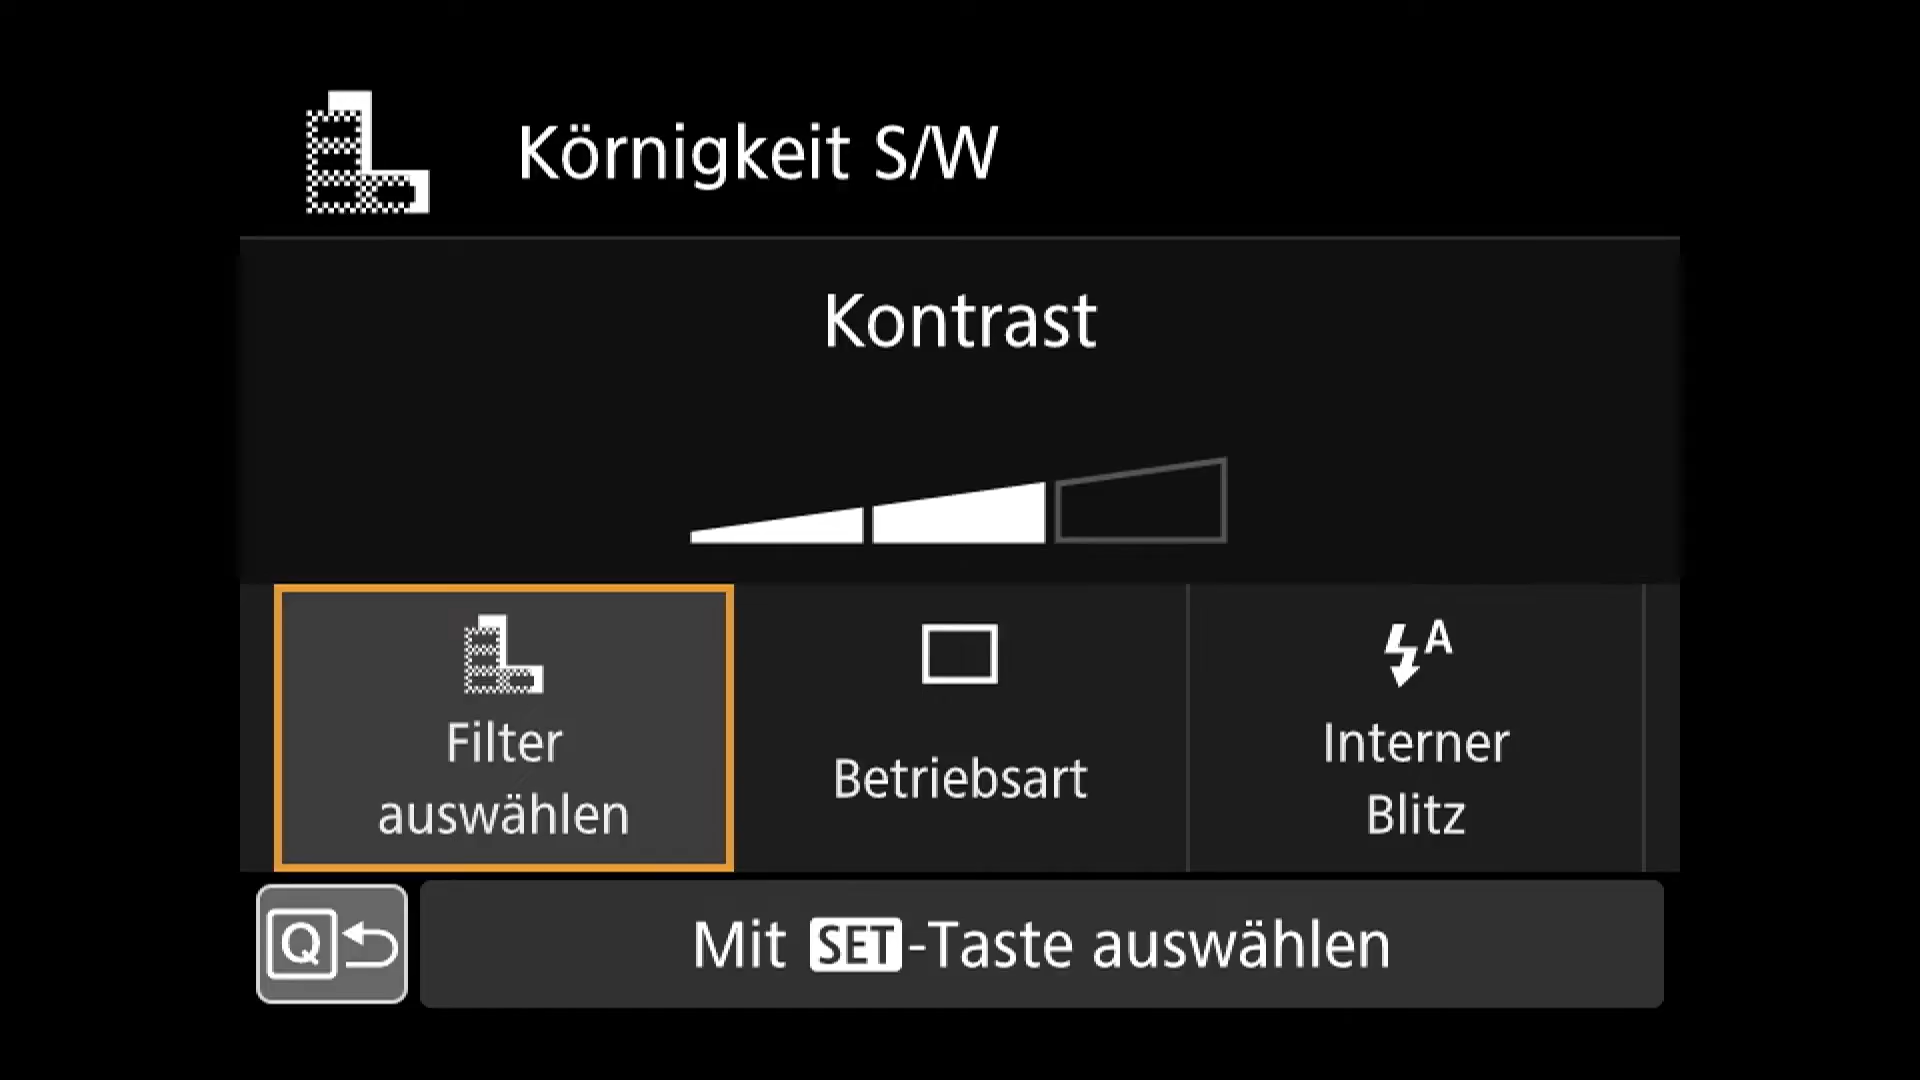 Körnigkeit S/W
Kontrast
Filter
auswählen
Betriebsart
A
Interner
Blitz
Q
Mit SET-Taste auswählen